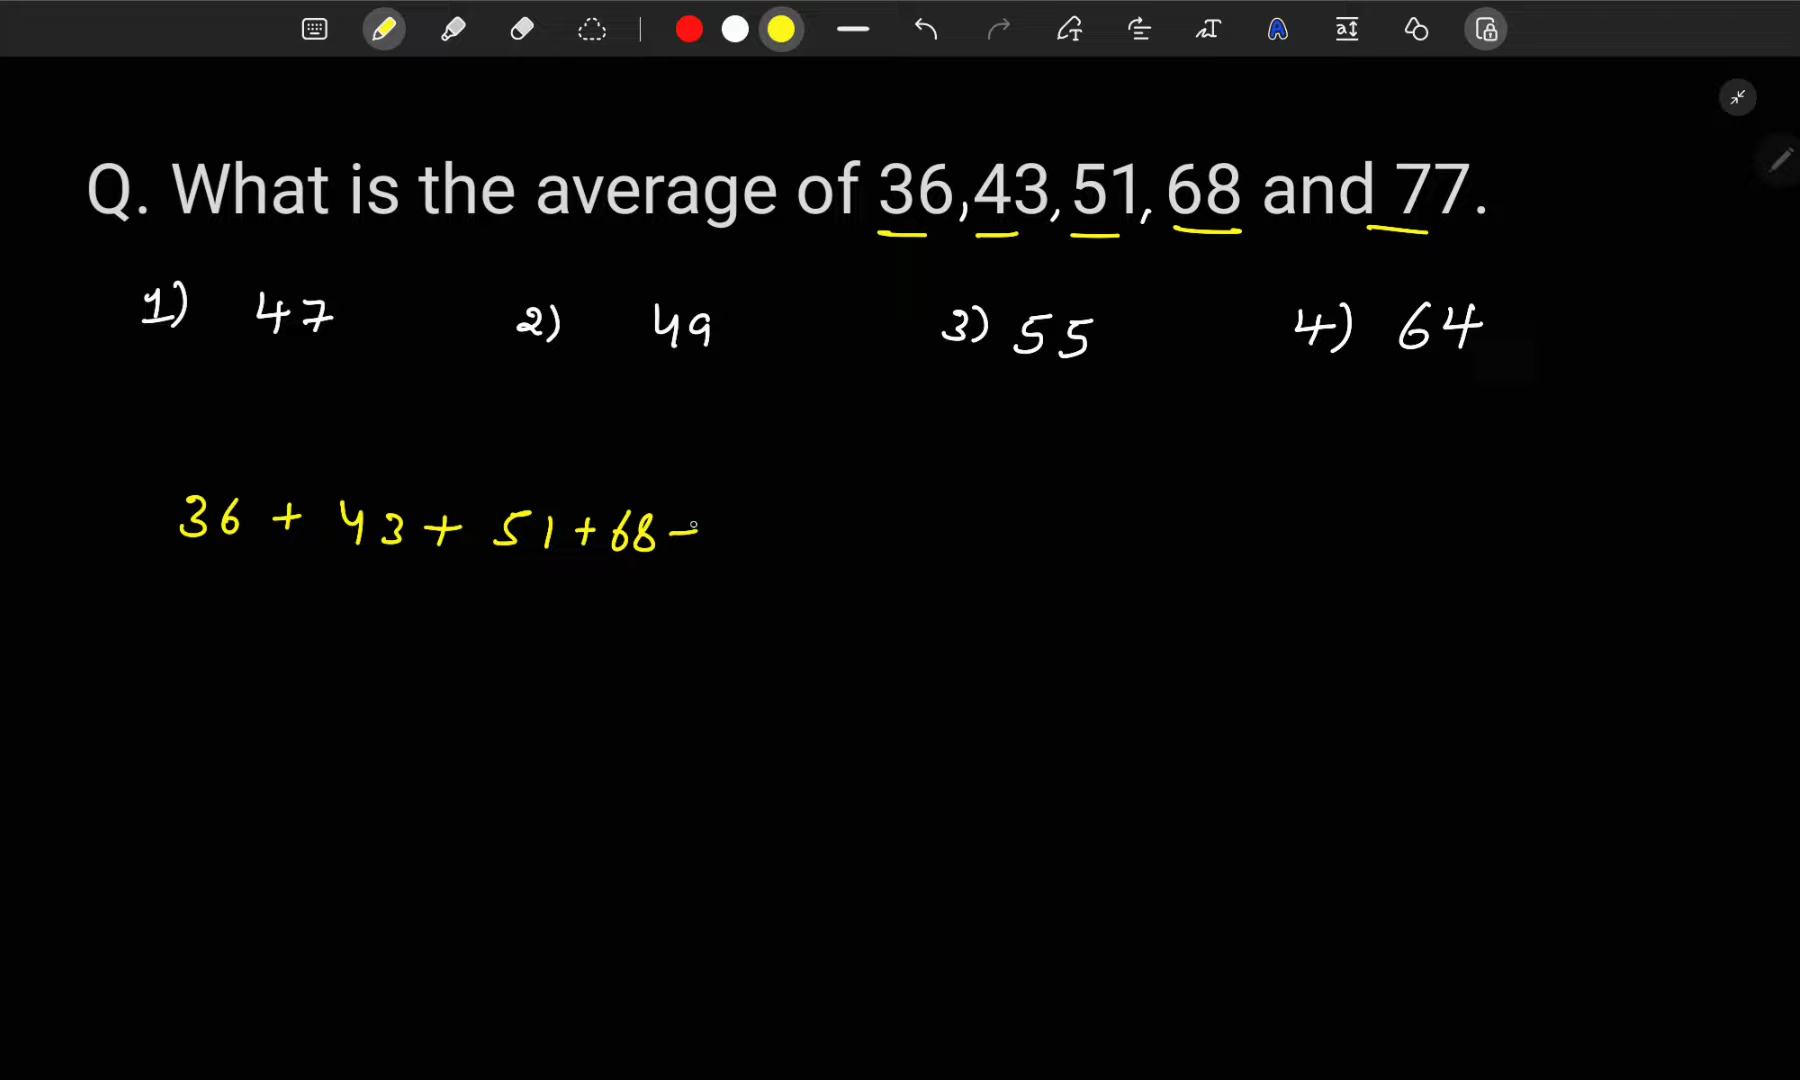 Q. What is the average of 36,43,51,68 and 77.
1) 47 2) 49 3) 55 4) 64
36 + 43 + 51 + 68 -